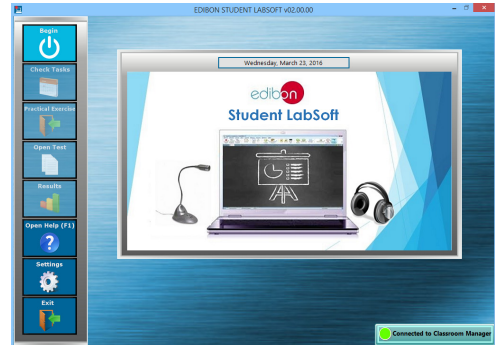 EDIBON STUDENT LABSOFT v02.00.00
Begin
Check Tasks
Practical Exercise
Open Test
Results
Open Help (F1)
Settings
Exit
Wednesday, March 23, 2016
edibon
Student LabSoft
Connected to Classroom Manager